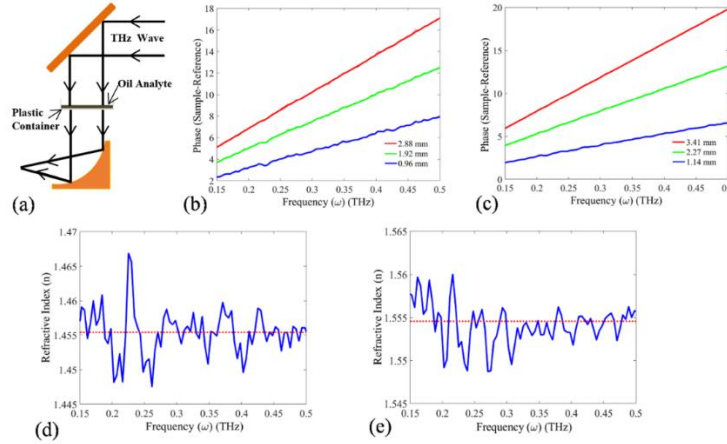 THz Wave
Oil Analyte
Plastic
Container
(a)
Phase (Sample-Reference)
18
16
14
12
10
8
6
4
2
0.15 0.2 0.25 0.3 0.35 0.4 0.45 0.5
Frequency (ω) (THz)
2.88 mm
1.92 mm
0.96 mm
(b)
Phase (Sample-Reference)
20
15
10
5
0
0.15 0.2 0.25 0.3 0.35 0.4 0.45 0.5
Frequency (ω) THz
3.41 mm
2.27 mm
1.14 mm
(c)
Refractive Index (n)
1.47
1.465
1.46
1.455
1.45
1.445
0.15 0.2 0.25 0.3 0.35 0.4 0.45 0.5
Frequency (ω) (THz)
(d)
Refractive Index (n)
1.565
1.56
1.555
1.55
1.545
0.15 0.2 0.25 0.3 0.35 0.4 0.45 0.5
Frequency (ω) (THz)
(e)